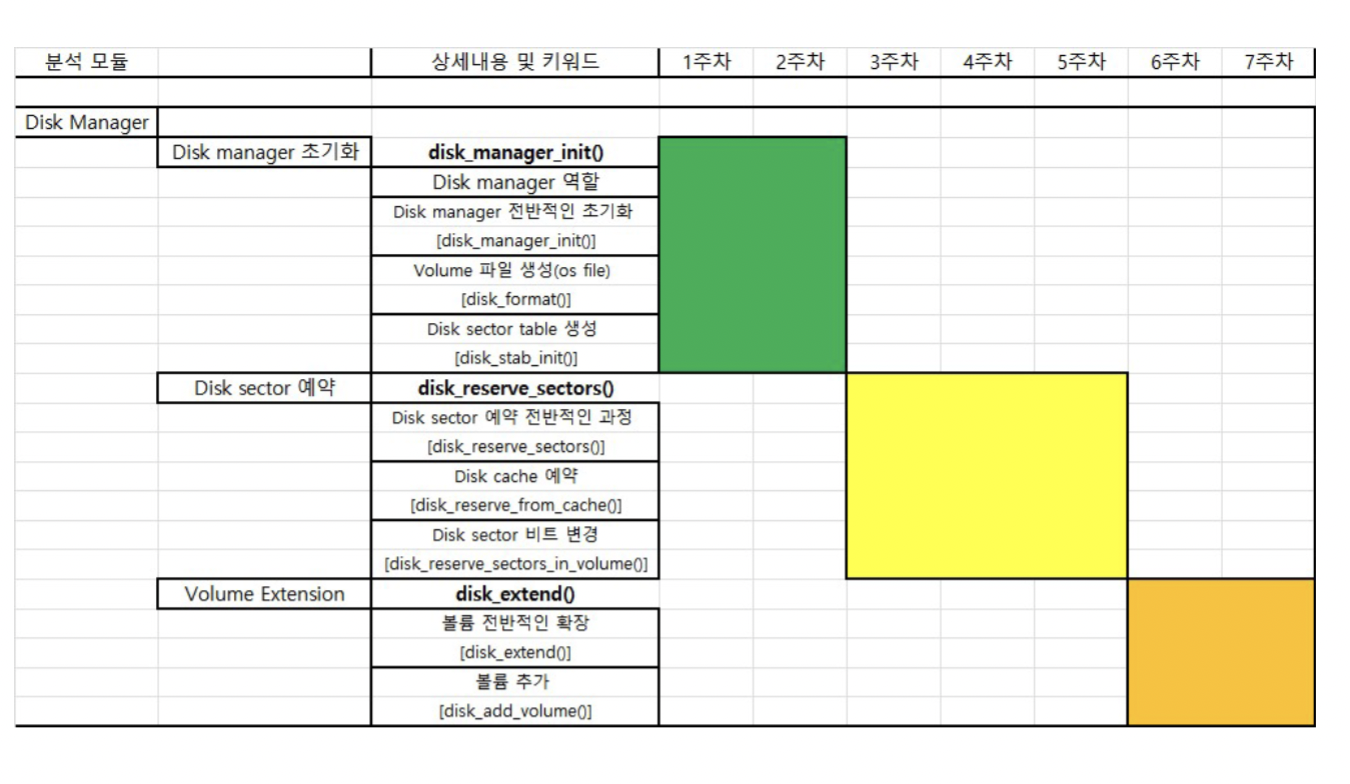 분석 모듈 상세내용 및 키워드 1주차 2주차 3주차 4주차 5주차 6주차 7주차
Disk Manager
Disk manager 초기화 disk_manager_init()
Disk manager 역할
Disk manager 전반적인 초기화
[disk_manager_init()]
Volume 파일 생성(os file)
[disk_format()]
Disk sector table 생성
[disk_stab_init()]
Disk sector 예약 disk_reserve_sectors()
Disk sector 예약 전반적인 과정
[disk_reserve_sectors()]
Disk cache 예약
[disk_reserve_from_cache()]
Disk sector 비트 변경
[disk_reserve_sectors_in_volume()]
Volume Extension disk_extend()
볼륨 전반적인 확장
[disk_extend()]
볼륨 추가
[disk_add_volume()]